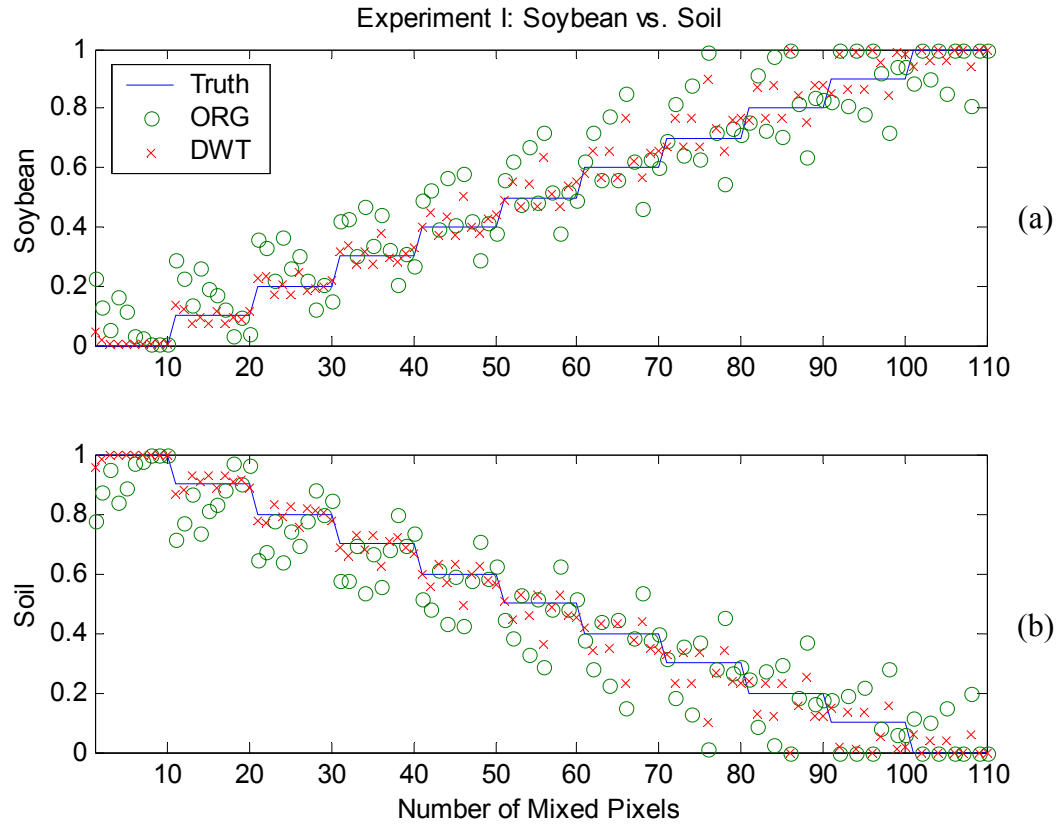 Experiment I: Soybean vs. Soil
Truth
ORG
DWT
Soybean
1
0.8
0.6
0.4
0.2
0
10 20 30 40 50 60 70 80 90 100 110
(a)
Soil
1
0.8
0.6
0.4
0.2
0
10 20 30 40 50 60 70 80 90 100 110
(b)
Number of Mixed Pixels